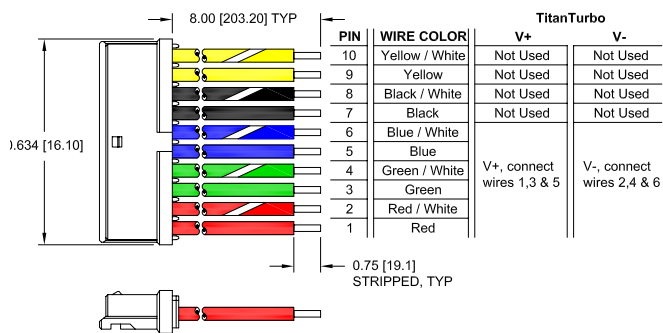 8.00 [203.20] TYP
TitanTurbo
PIN WIRE COLOR V+ V-
10 Yellow / White Not Used Not Used
9 Yellow Not Used Not Used
8 Black / White Not Used Not Used
7 Black Not Used Not Used
6 Blue / White
5 Blue
4 Green / White
3 Green
2 Red / White
1 Red
V+, connect
wires 1,3 & 5
V-, connect
wires 2,4 & 6
.634 [16.10]
0.75 [19.1]
STRIPPED, TYP